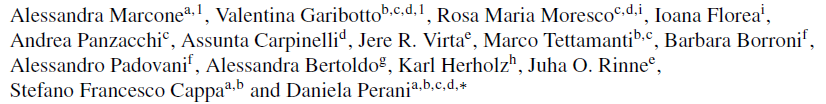 Alessandra Marcone^a,1, Valentina Garibotto^b,c,d,1, Rosa Maria Moresco^c,d,i, Ioana Florea^i,
Andrea Panzacchi^c, Assunta Carpinelli^d, Jere R. Virta^e, Marco Tettamanti^b,c, Barbara Borroni^f,
Alessandro Padovani^f, Alessandra Bertoldo^g, Karl Herholz^h, Juha O. Rinne^e,
Stefano Francesco Cappa^a,b and Daniela Perani^a,b,c,d,*